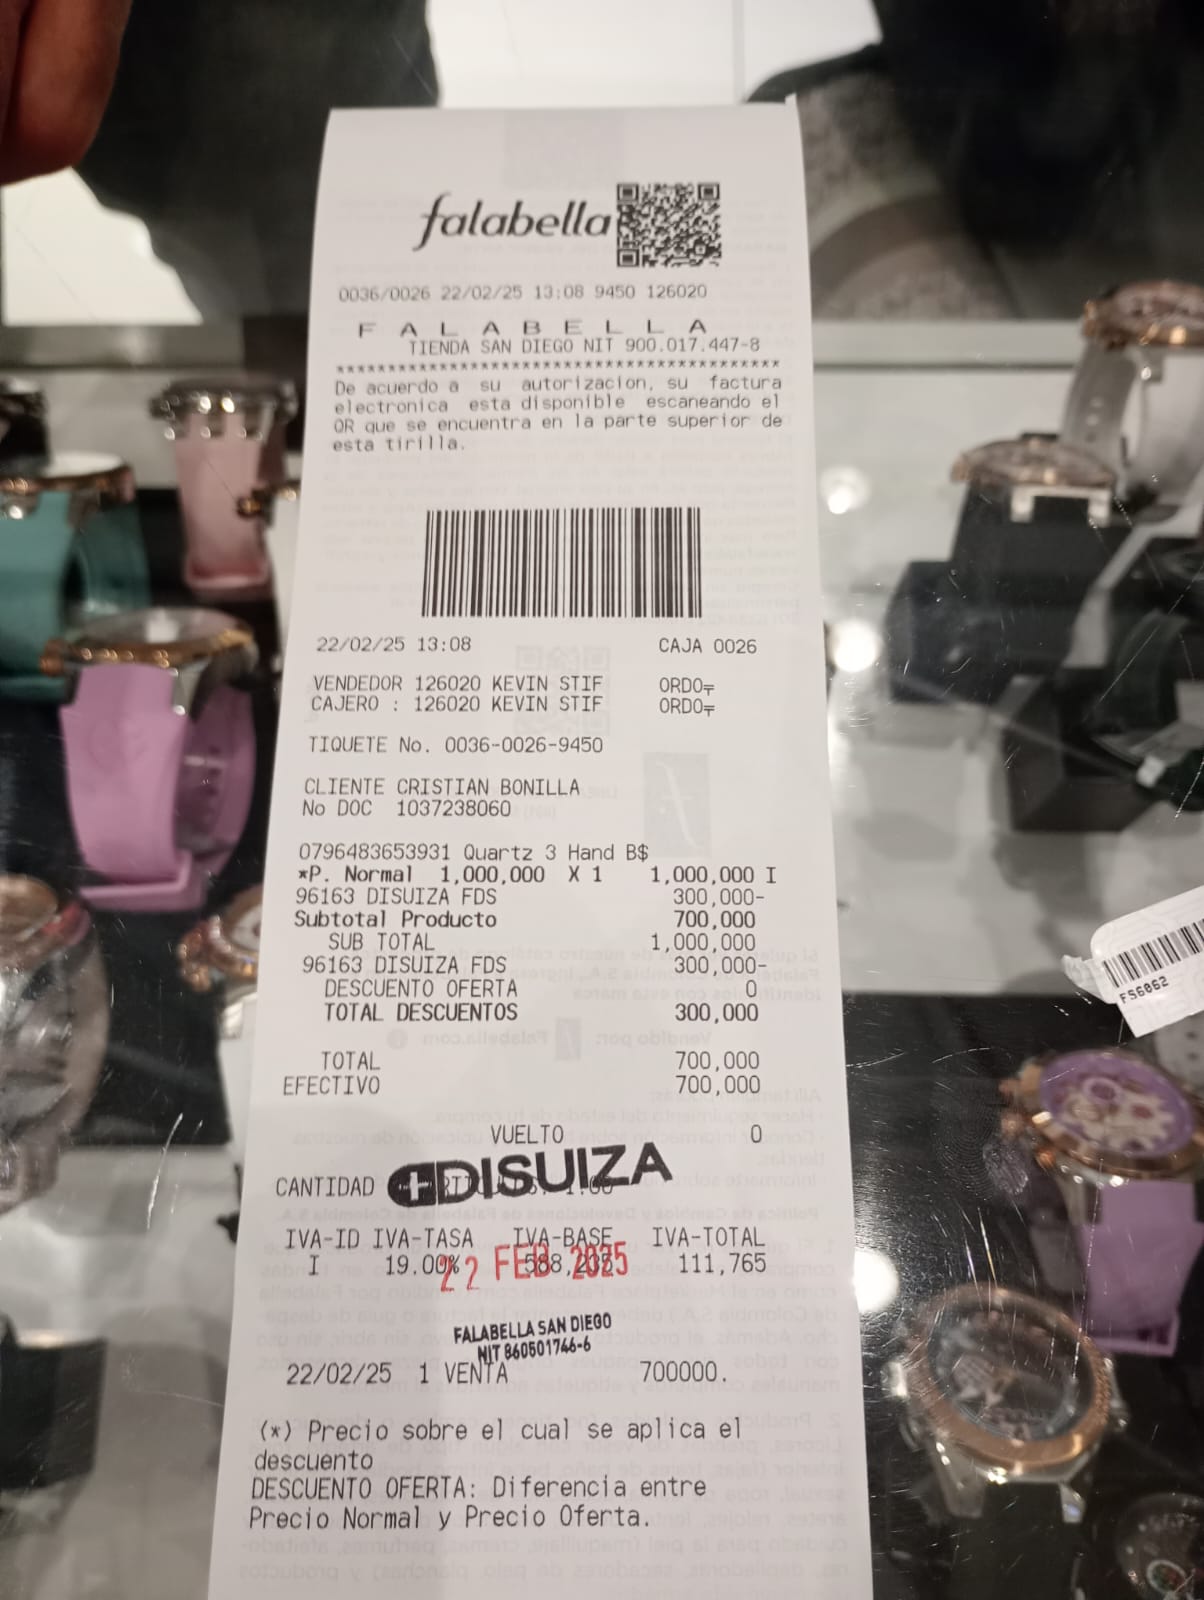 falabella
0036/0026 22/02/25 13:08 9450 126020
F A L A B E L L A
TIENDA SAN DIEGO NIT 900.017.447-8
****************************************
De acuerdo a su autorizacion, su factura
electronica esta disponible escaneando el
QR que se encuentra en la parte superior de
esta tirilla.
22/02/25 13:08 CAJA 0026
VENDEDOR 126020 KEVIN STIF ORDO╤
CAJERO : 126020 KEVIN STIF ORDO╤
TIQUETE No. 0036-0026-9450
CLIENTE CRISTIAN BONILLA
No DOC 1037238060
0796483653931 Quartz 3 Hand B$
*P. Normal 1,000,000 X 1 1,000,000 I
96163 DISUIZA FDS 300,000-
Subtotal Producto 700,000
SUB TOTAL 1,000,000
96163 DISUIZA FDS 300,000-
DESCUENTO OFERTA 0
TOTAL DESCUENTOS 300,000
TOTAL 700,000
EFECTIVO 700,000
VUELTO 0
CANTIDAD
DISUIZA
IVA-ID IVA-TASA IVA-BASE IVA-TOTAL
I 19.00% 588,235 111,765
22 FEB 2025
FALABELLA SAN DIEGO
NIT 860501746-6
22/02/25 1 VENTA 700000.
(*) Precio sobre el cual se aplica el
descuento
DESCUENTO OFERTA: Diferencia entre
Precio Normal y Precio Oferta.
FS6062